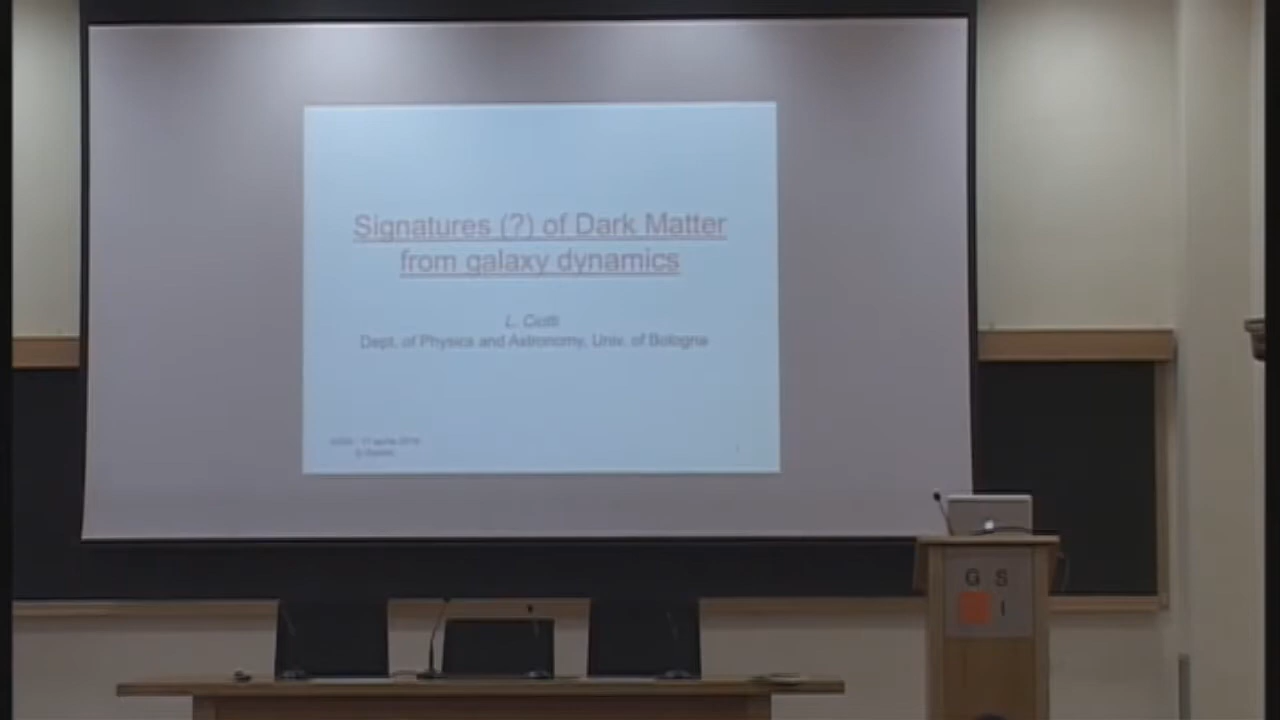 Signatures (?) of Dark Matter
from galaxy dynamics
L. Ciotti
Dept. of Physics and Astronomy, Univ. of Bologna
G S
I